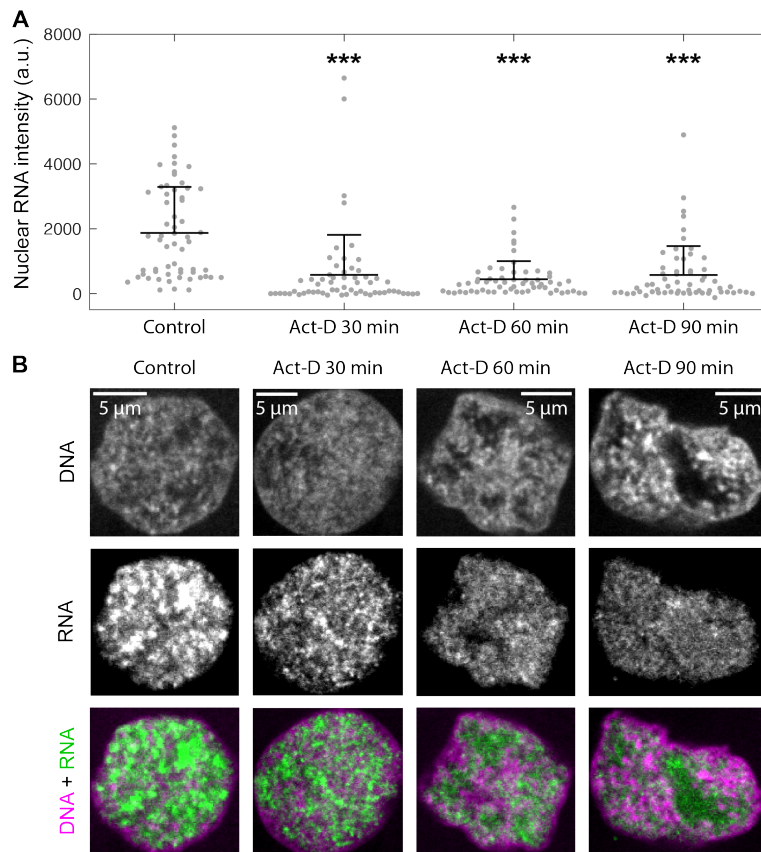 A
Nuclear RNA intensity (a.u.)
8000
6000
4000
2000
0
***
***
***
Control
Act-D 30 min
Act-D 60 min
Act-D 90 min
B
Control
Act-D 30 min
Act-D 60 min
Act-D 90 min
5 μm
5 μm
5 μm
5 μm
DNA
RNA
DNA + RNA